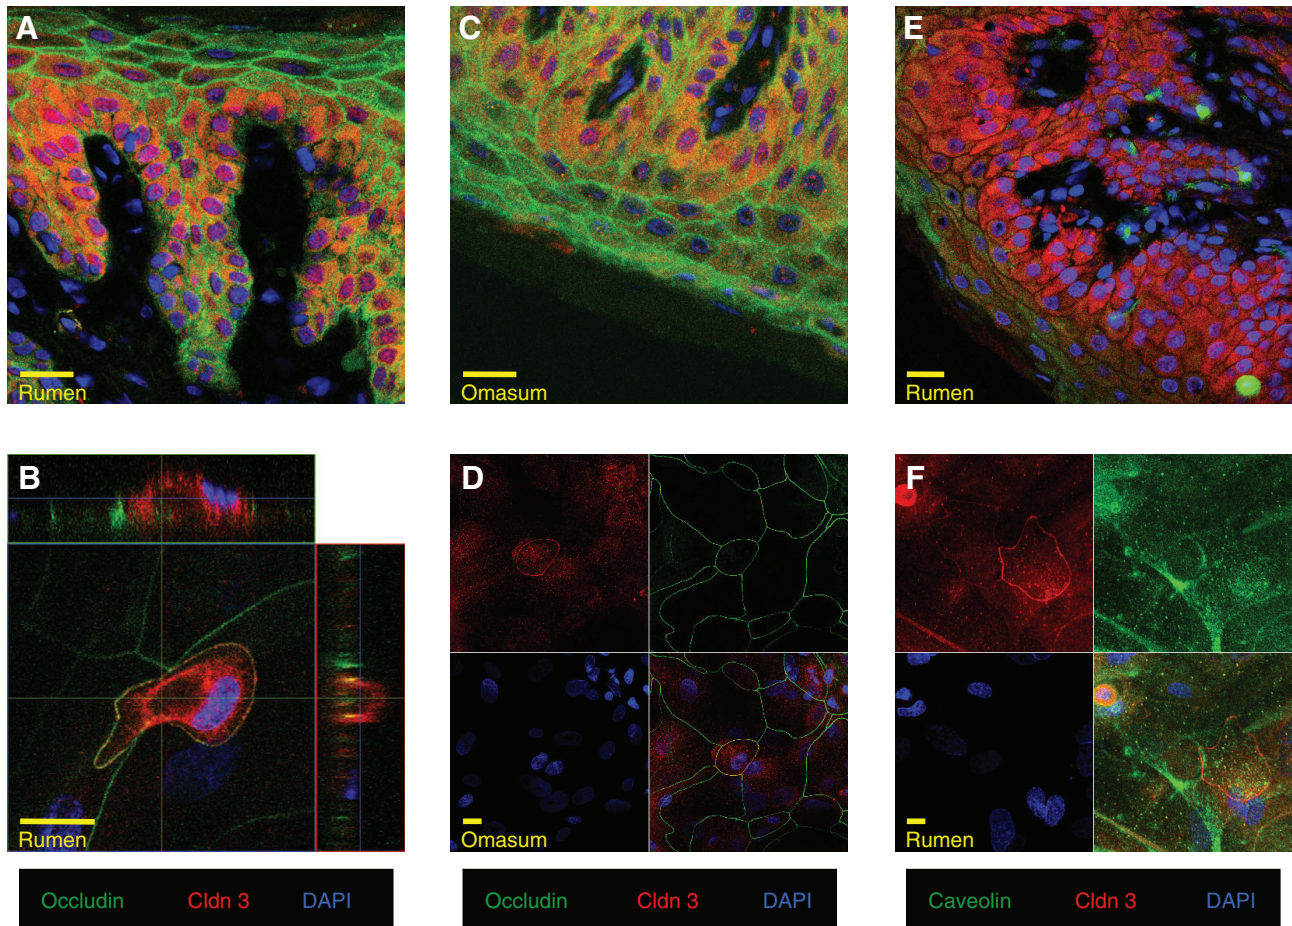 A
C
E
Rumen
Omasum
Rumen
B
D
F
Rumen
Omasum
Rumen
Occludin Cldn 3 DAPI
Occludin Cldn 3 DAPI
Caveolin Cldn 3 DAPI